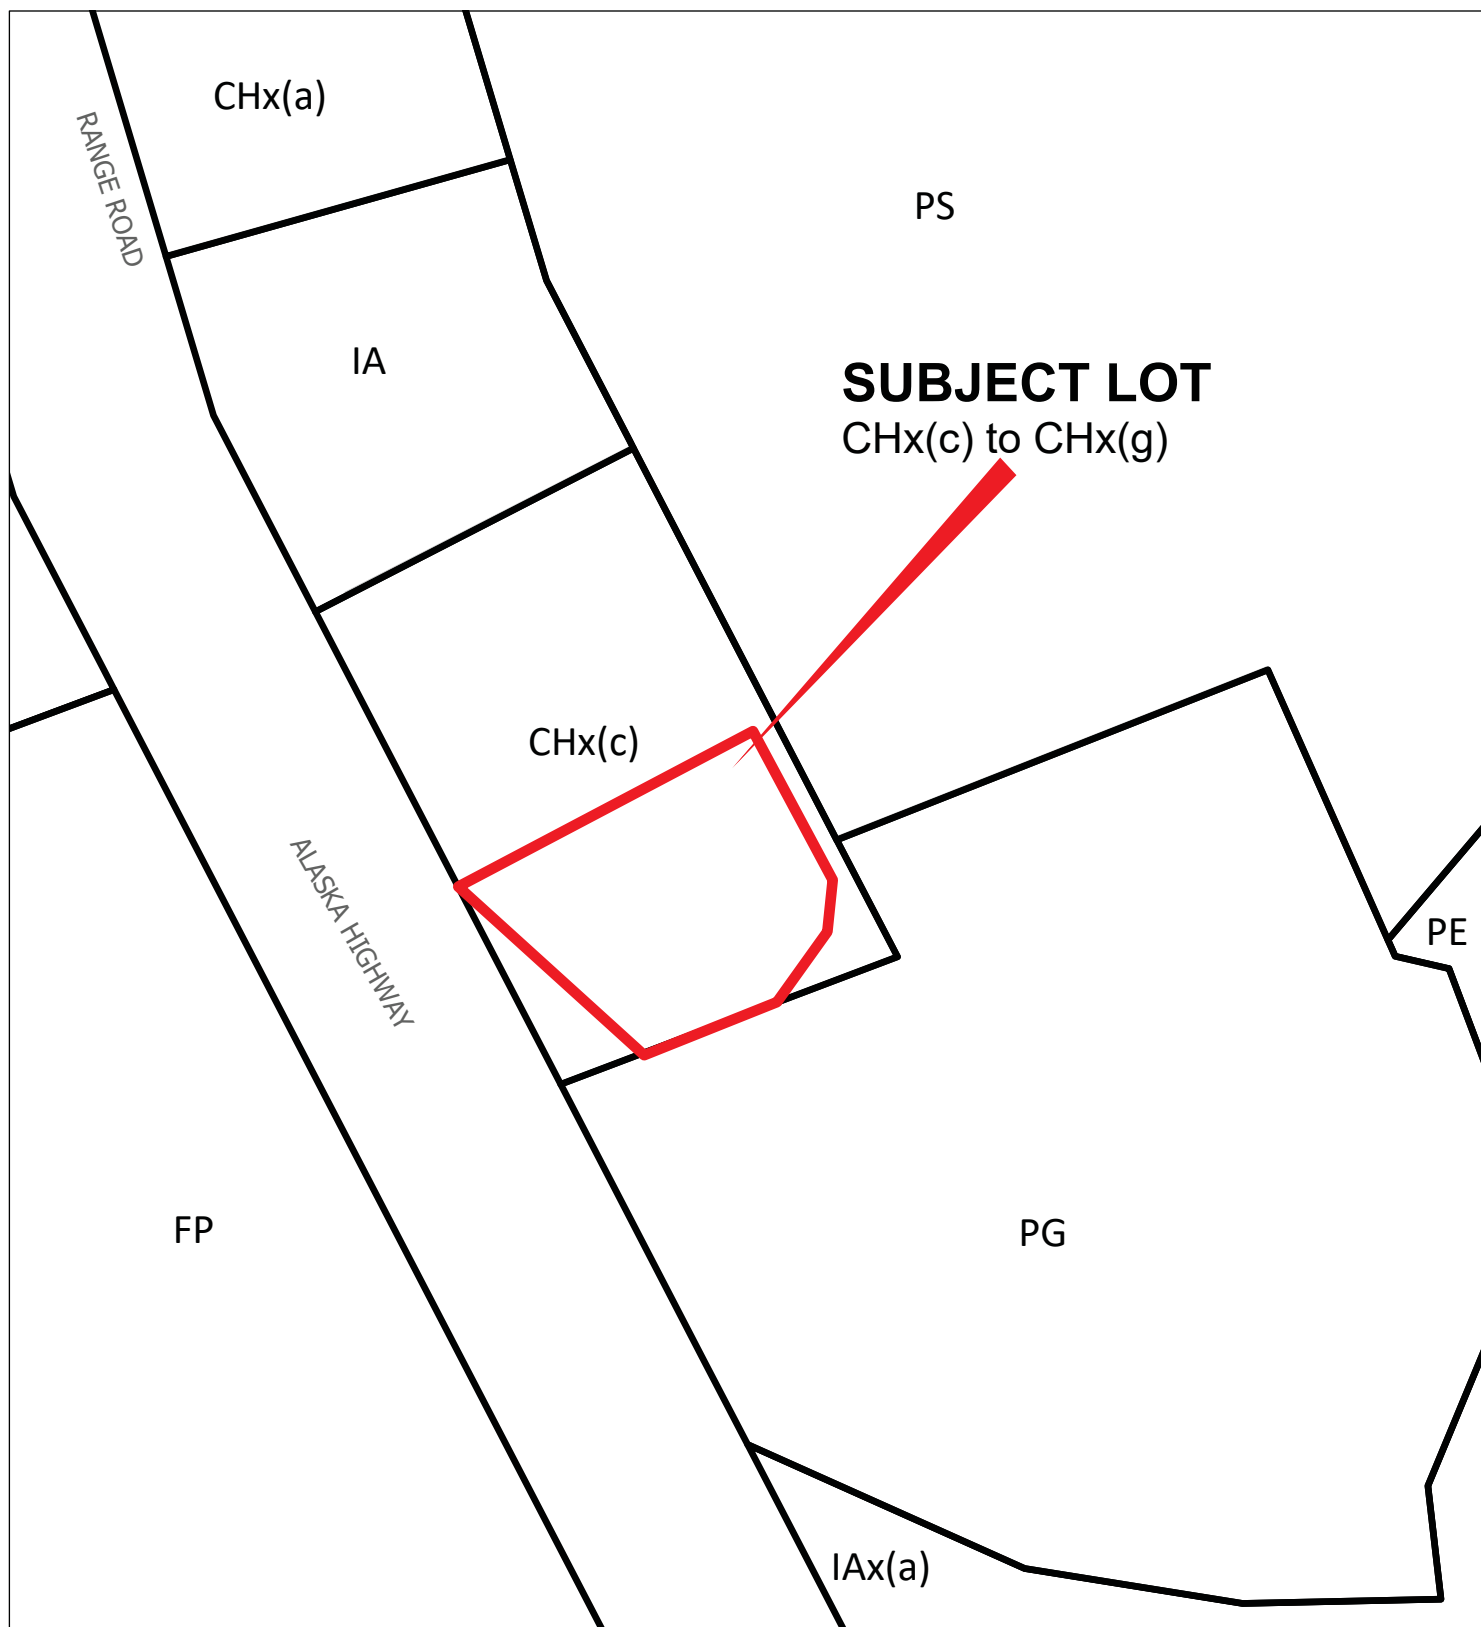 CHx(a)
RANGE ROAD
PS
IA
SUBJECT LOT
CHx(c) to CHx(g)
CHx(c)
ALASKA HIGHWAY
PE
FP
PG
IAx(a)